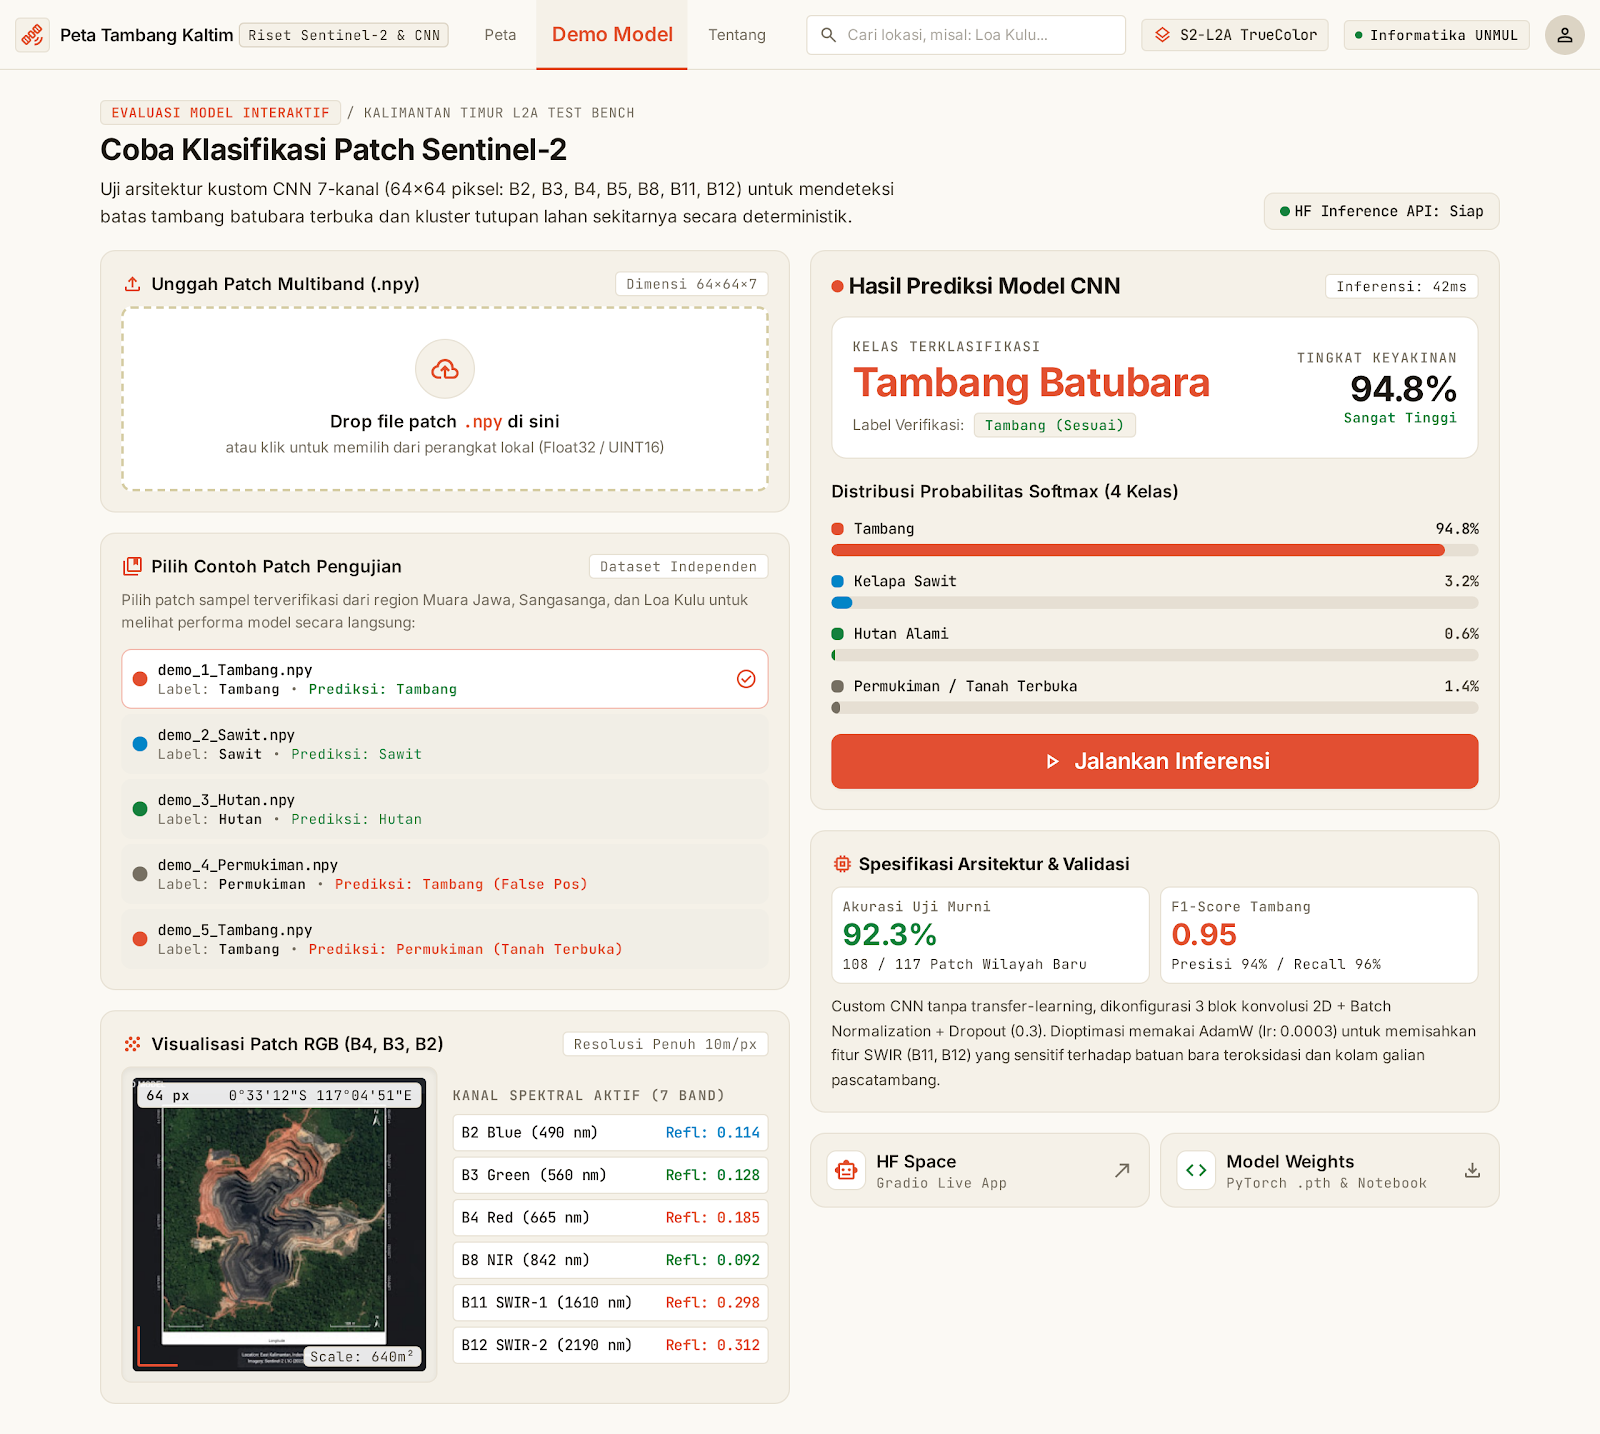 Peta Tambang Kaltim Riset Sentinel-2 & CNN Peta Demo Model Tentang Cari lokasi, misal: Loa Kulu... S2-L2A TrueColor Informatika UNMUL
EVALUASI MODEL INTERAKTIF / KALIMANTAN TIMUR L2A TEST BENCH
Coba Klasifikasi Patch Sentinel-2
Uji arsitektur kustom CNN 7-kanal (64×64 piksel: B2, B3, B4, B5, B8, B11, B12) untuk mendeteksi
batas tambang batubara terbuka dan kluster tutupan lahan sekitarnya secara deterministik.
HF Inference API: Siap
Unggah Patch Multiband (.npy)
Dimensi 64×64×7
Drop file patch .npy di sini
atau klik untuk memilih dari perangkat lokal (Float32 / UINT16)
Pilih Contoh Patch Pengujian
Dataset Independen
Pilih patch sampel terverifikasi dari region Muara Jawa, Sangasanga, dan Loa Kulu untuk
melihat performa model secara langsung:
demo_1_Tambang.npy
Label: Tambang • Prediksi: Tambang
demo_2_Sawit.npy
Label: Sawit • Prediksi: Sawit
demo_3_Hutan.npy
Label: Hutan • Prediksi: Hutan
demo_4_Permukiman.npy
Label: Permukiman • Prediksi: Tambang (False Pos)
demo_5_Tambang.npy
Label: Tambang • Prediksi: Permukiman (Tanah Terbuka)
Visualisasi Patch RGB (B4, B3, B2)
Resolusi Penuh 10m/px
64 px 0°33'12"S 117°04'51"E
Scale: 640m²
KANAL SPEKTRAL AKTIF (7 BAND)
B2 Blue (490 nm) Refl: 0.114
B3 Green (560 nm) Refl: 0.128
B4 Red (665 nm) Refl: 0.185
B8 NIR (842 nm) Refl: 0.092
B11 SWIR-1 (1610 nm) Refl: 0.298
B12 SWIR-2 (2190 nm) Refl: 0.312
Hasil Prediksi Model CNN
Inferensi: 42ms
KELAS TERKLASIFIKASI
Tambang Batubara
Label Verifikasi: Tambang (Sesuai)
TINGKAT KEYAKINAN
94.8%
Sangat Tinggi
Distribusi Probabilitas Softmax (4 Kelas)
Tambang 94.8%
Kelapa Sawit 3.2%
Hutan Alami 0.6%
Permukiman / Tanah Terbuka 1.4%
Jalankan Inferensi
Spesifikasi Arsitektur & Validasi
Akurasi Uji Murni
92.3%
108 / 117 Patch Wilayah Baru
F1-Score Tambang
0.95
Presisi 94% / Recall 96%
Custom CNN tanpa transfer-learning, dikonfigurasi 3 blok konvolusi 2D + Batch
Normalization + Dropout (0.3). Dioptimasi memakai AdamW (lr: 0.0003) untuk memisahkan
fitur SWIR (B11, B12) yang sensitif terhadap batuan bara teroksidasi dan kolam galian
pascatambang.
HF Space
Gradio Live App
Model Weights
PyTorch .pth & Notebook